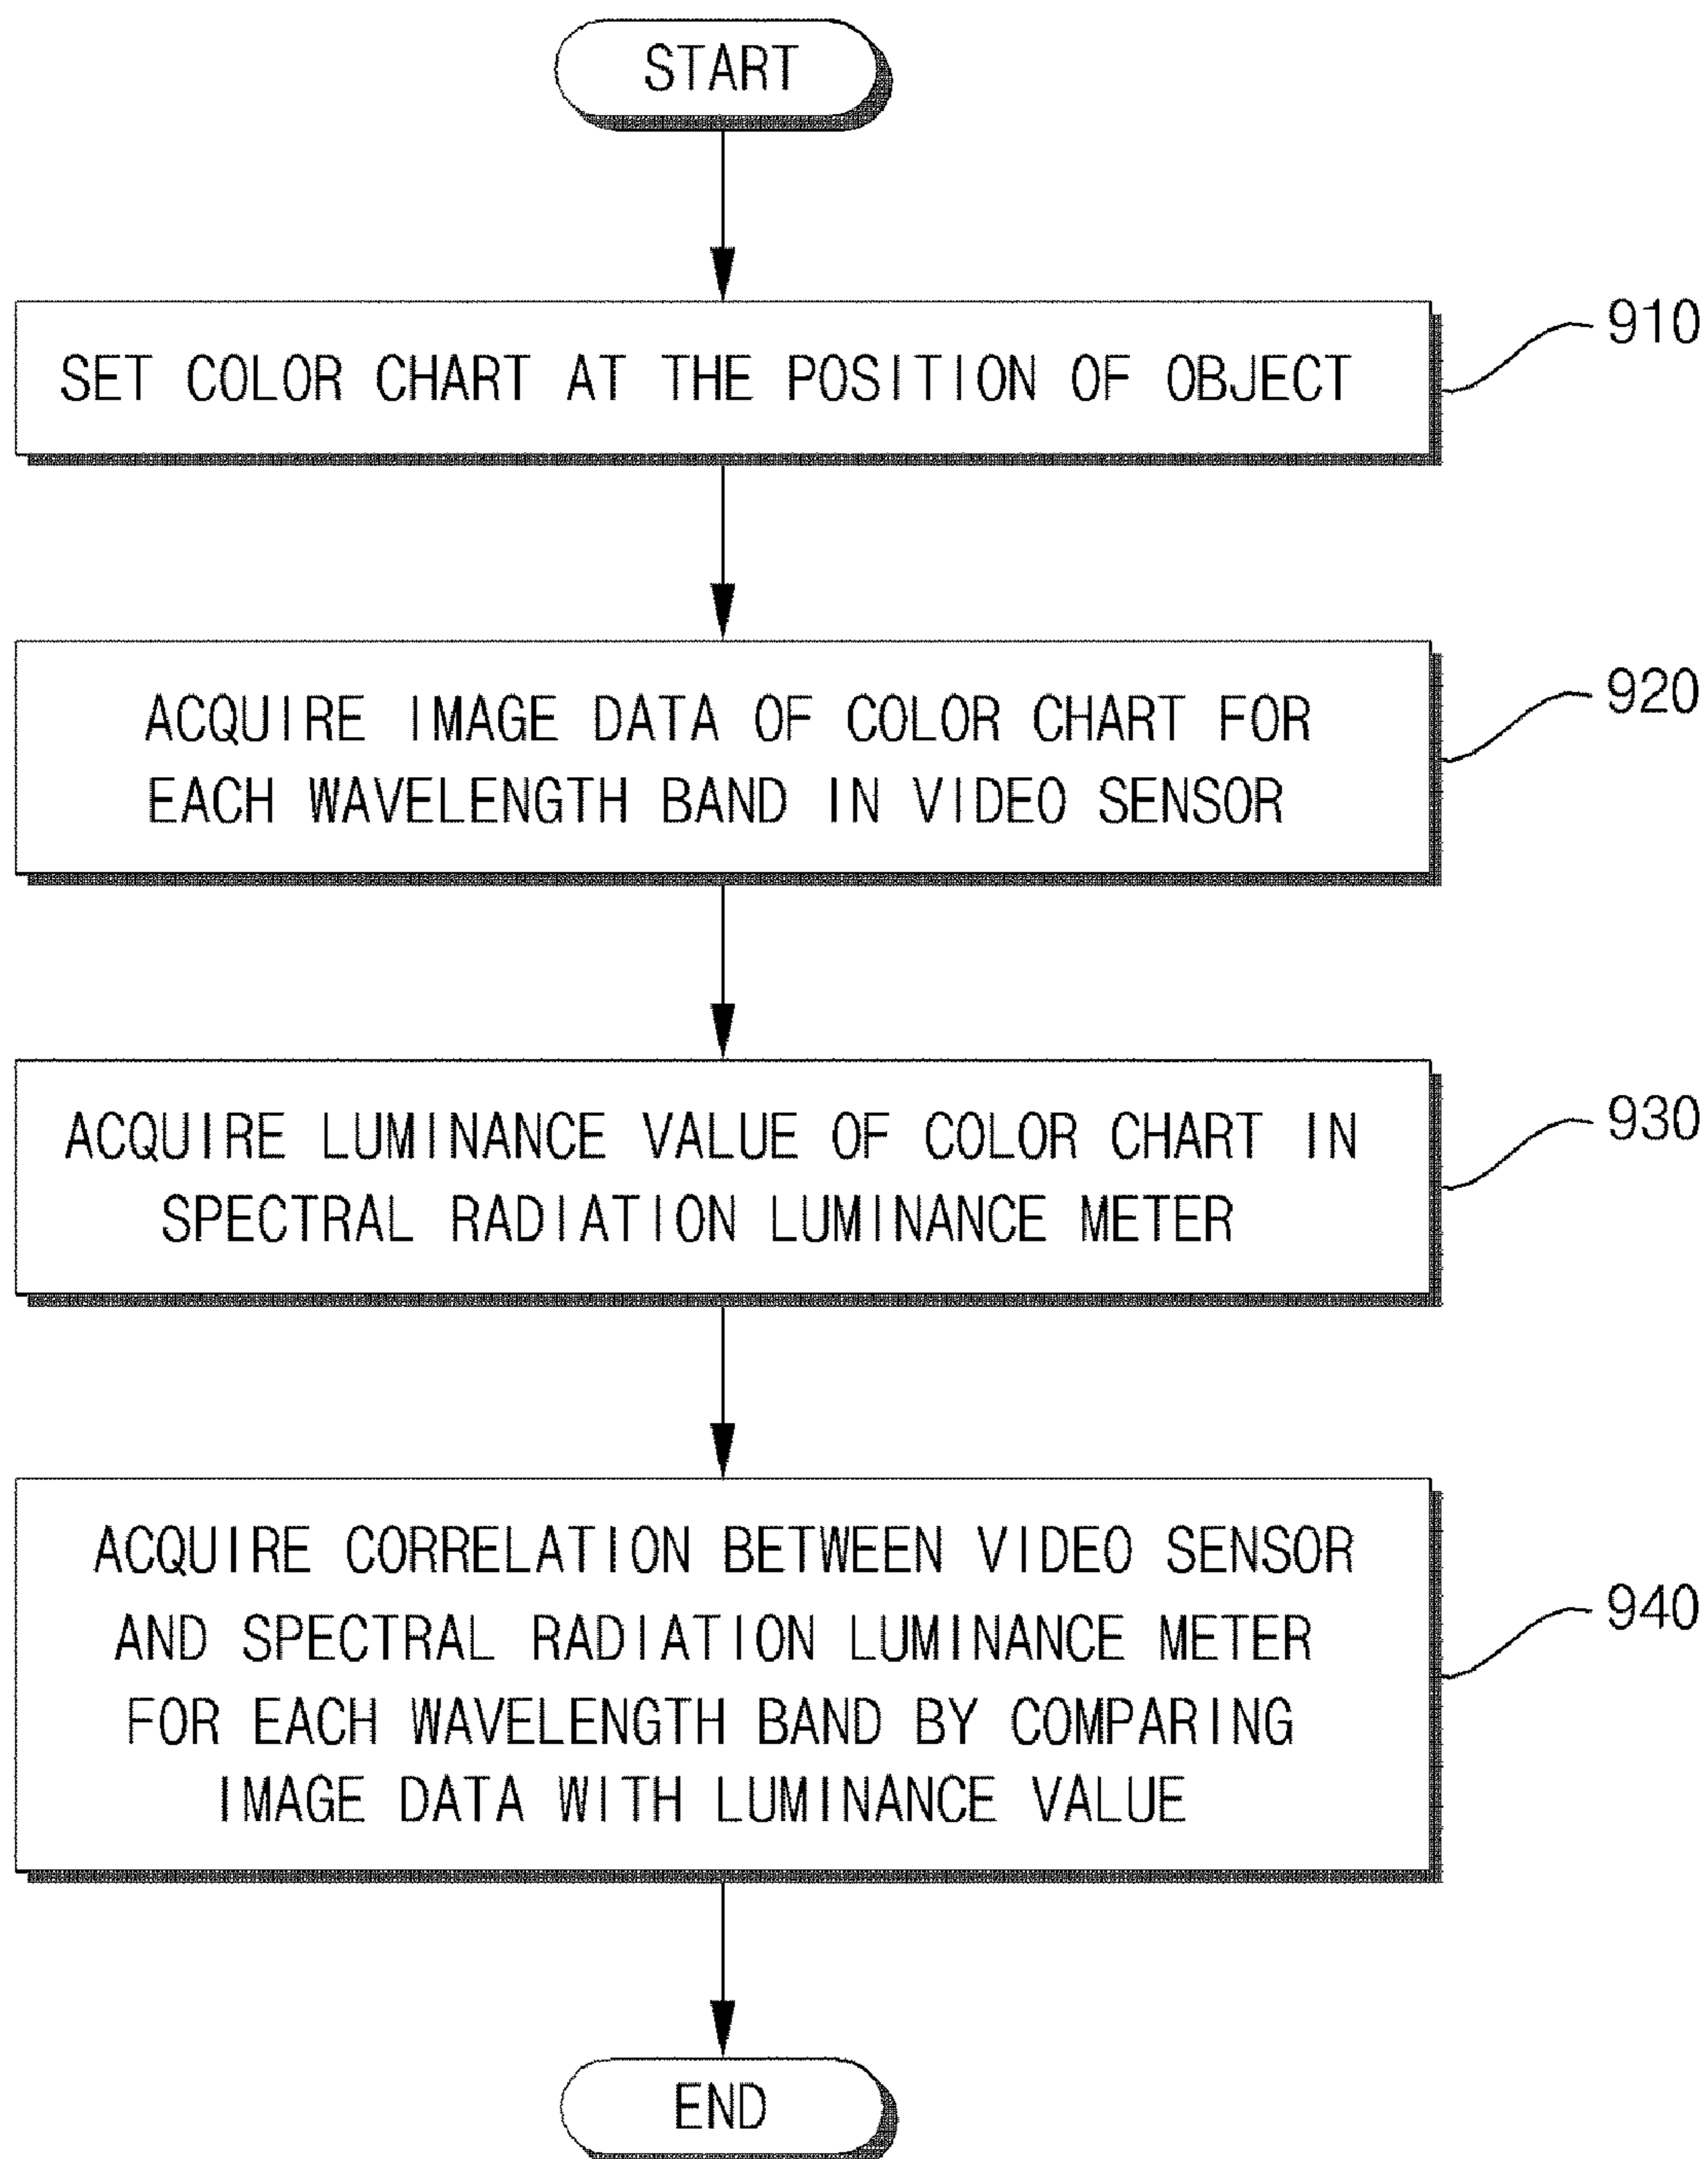 START
SET COLOR CHART AT THE POSITION OF OBJECT
910
ACQUIRE IMAGE DATA OF COLOR CHART FOR
EACH WAVELENGTH BAND IN VIDEO SENSOR
920
ACQUIRE LUMINANCE VALUE OF COLOR CHART IN
SPECTRAL RADIATION LUMINANCE METER
930
ACQUIRE CORRELATION BETWEEN VIDEO SENSOR
AND SPECTRAL RADIATION LUMINANCE METER
FOR EACH WAVELENGTH BAND BY COMPARING
IMAGE DATA WITH LUMINANCE VALUE
940
END